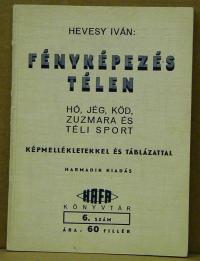 HEVESY IVÁN:
FÉNYKÉPEZÉS
TÉLEN
HÓ, JÉG, KÖD,
ZUZMARA ÉS
TÉLI SPORT
KÉPMELLÉKLETEKKEL ÉS TÁBLÁZATTAL
HARMADIK KIADÁS
HAFA
KÖNYVTÁR
6. SZÁM
ÁRA· 60 FILLÉR